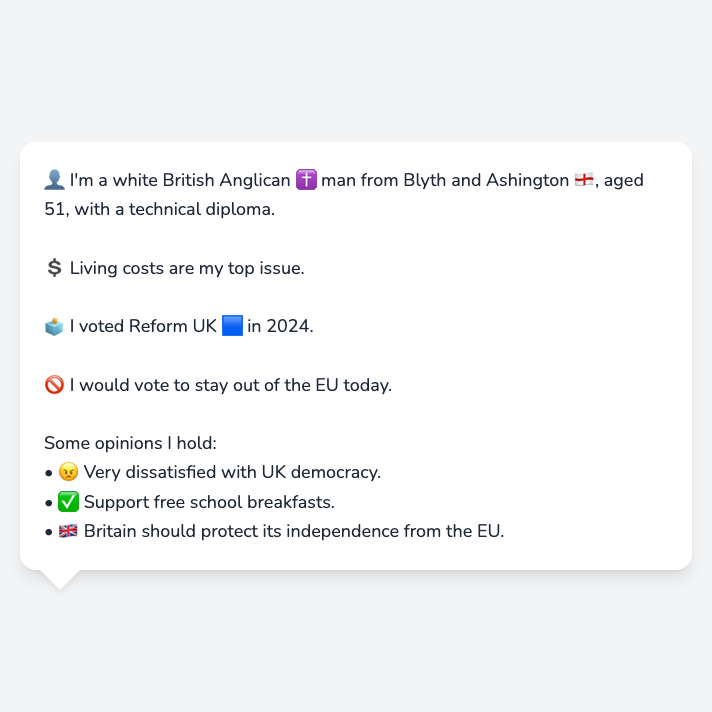 👤 I'm a white British Anglican ✝️ man from Blyth and Ashington 🏴󠁧󠁢󠁥󠁮󠁧󠁿, aged
51, with a technical diploma.
💲 Living costs are my top issue.
🗳️ I voted Reform UK 🟦 in 2024.
🚫 I would vote to stay out of the EU today.
Some opinions I hold:
• 😠 Very dissatisfied with UK democracy.
• ✅ Support free school breakfasts.
• 🇬🇧 Britain should protect its independence from the EU.